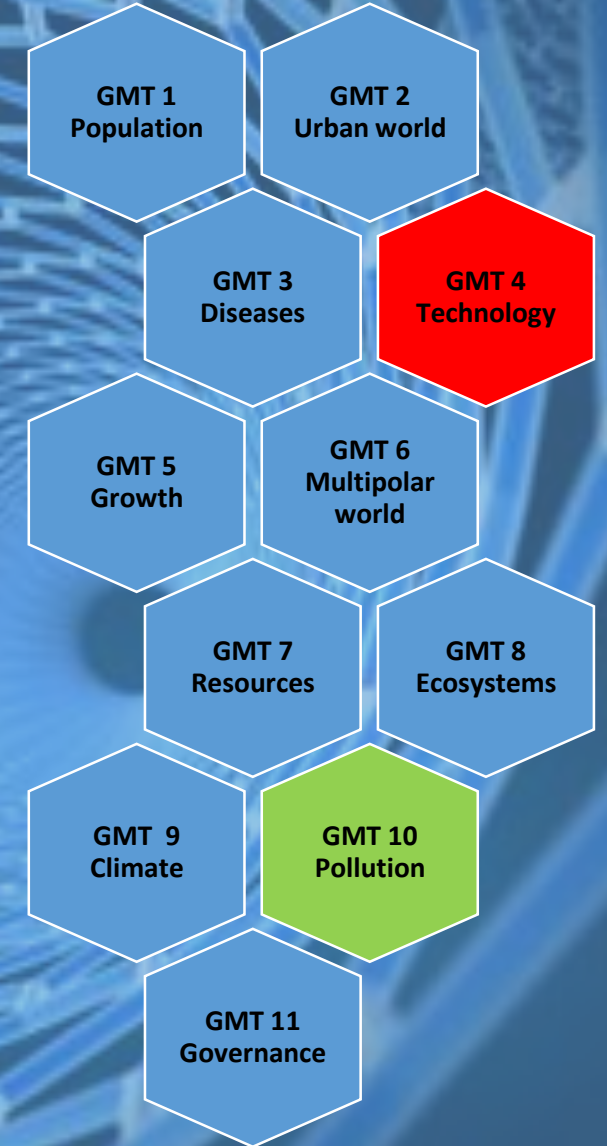 GMT 1
Population
GMT 2
Urban world
GMT 3
Diseases
GMT 4
Technology
GMT 5
Growth
GMT 6
Multipolar
world
GMT 7
Resources
GMT 8
Ecosystems
GMT 9
Climate
GMT 10
Pollution
GMT 11
Governance